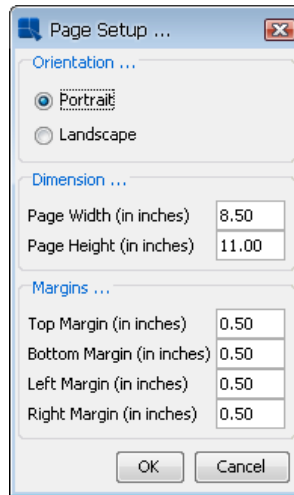 Page Setup ...
Orientation ...
Portrait
Landscape
Dimension ...
Page Width (in inches) 8.50
Page Height (in inches) 11.00
Margins ...
Top Margin (in inches) 0.50
Bottom Margin (in inches) 0.50
Left Margin (in inches) 0.50
Right Margin (in inches) 0.50
OK Cancel